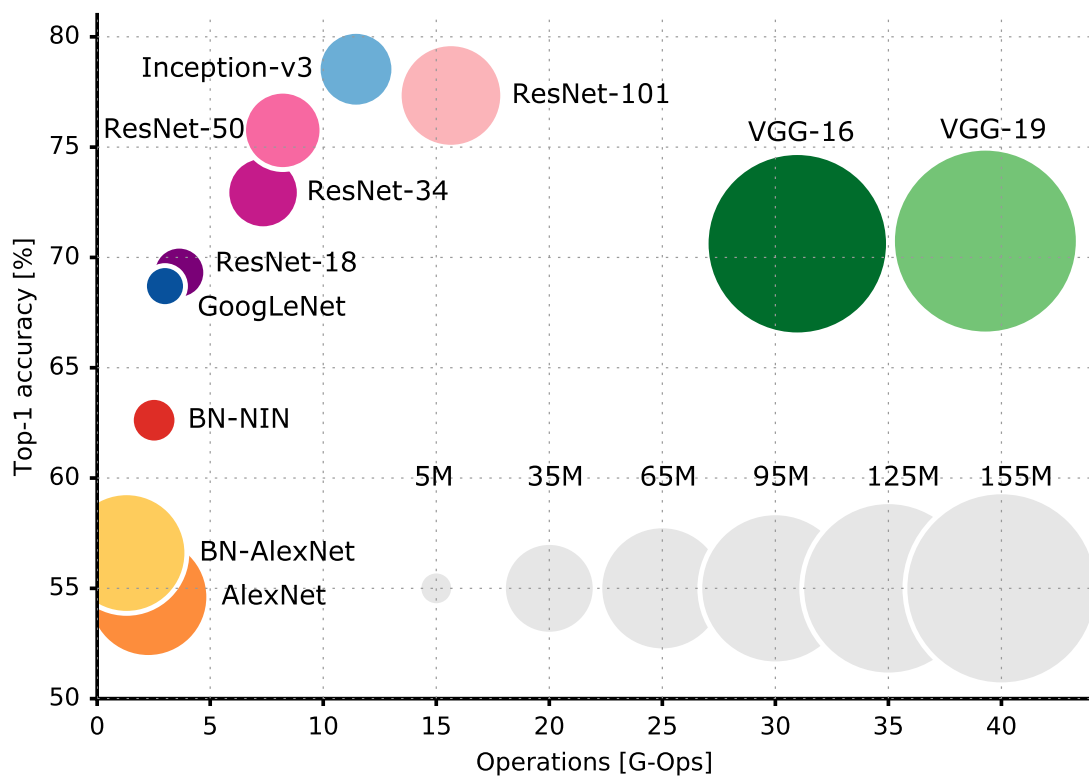 80
Inception-v3
ResNet-101
ResNet-50
VGG-16
VGG-19
75
ResNet-34
70
ResNet-18
GoogLeNet
65
BN-NIN
60
5M
35M
65M
95M
125M
155M
BN-AlexNet
55
AlexNet
50
Top-1 accuracy [%]
0
5
10
15
20
25
30
35
40
Operations [G-Ops]